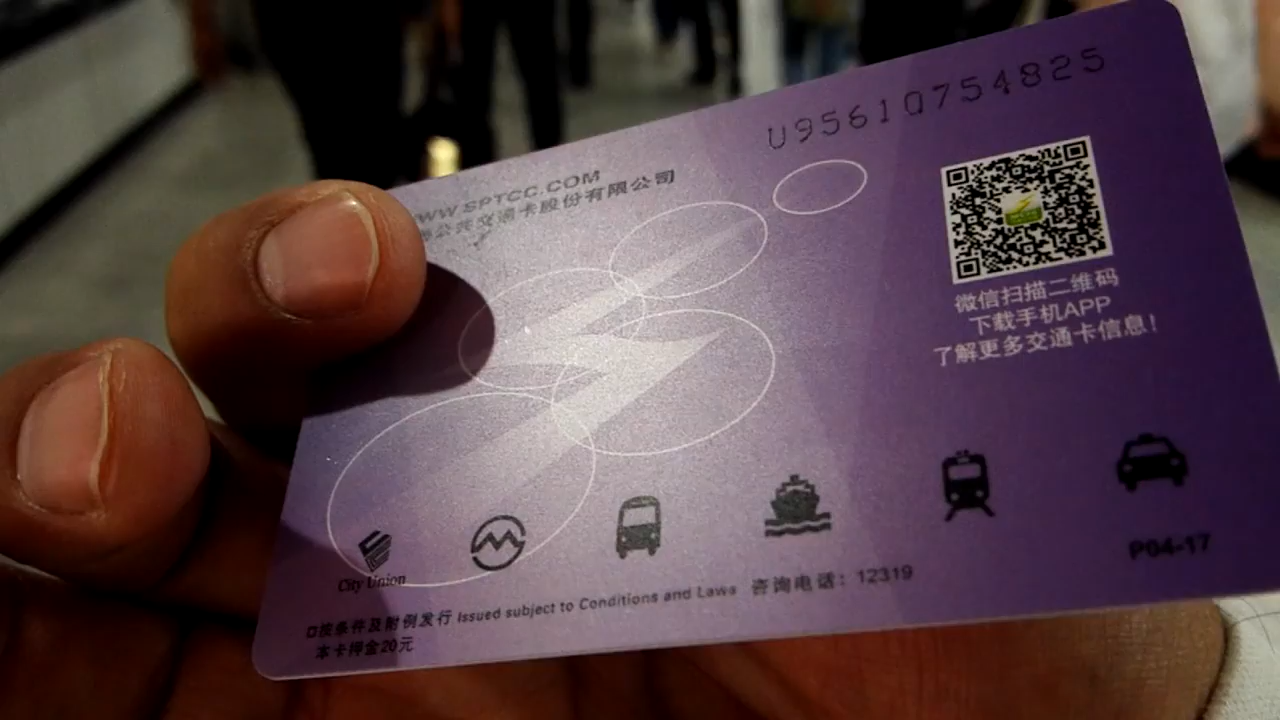 U95610754825
WWW.SPTCC.COM
公共交通卡股份有限公司
微信扫描二维码
下载手机APP
了解更多交通卡信息!
City Union
P04-17
按条件及附例发行 Issued subject to Conditions and Laws 咨询电话：12319
本卡押金20元